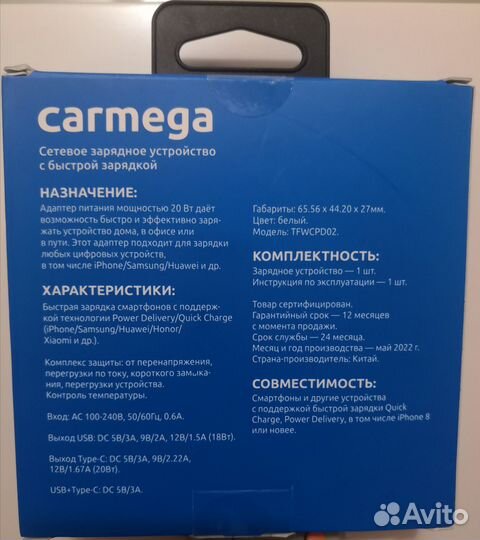 carmega
Сетевое зарядное устройство
с быстрой зарядкой
НАЗНАЧЕНИЕ:
Адаптер питания мощностью 20 Вт даёт
возможность быстро и эффективно заря-
жать устройство дома, в офисе или
в пути. Этот адаптер подходит для зарядки
любых цифровых устройств,
в том числе iPhone/Samsung/Huawei и др.
ХАРАКТЕРИСТИКИ:
Быстрая зарядка смартфонов с поддерж-
кой технологии Power Delivery/Quick Charge
(iPhone/Samsung/Huawei/Honor/
Xiaomi и др.).
Комплекс защиты: от перенапряжения,
перегрузки по току, короткого замыка-
ния, перегрузки устройства.
Контроль температуры.
Вход: AC 100-240В, 50/60Гц, 0.6А.
Выход USB: DC 5В/3А, 9В/2А, 12В/1.5А (18Вт).
Выход Type-C: DC 5В/3А, 9В/2.22А,
12В/1.67А (20Вт).
USB+Type-C: DC 5В/3А.
Габариты: 65.56 x 44.20 x 27мм.
Цвет: белый.
Модель: TFWCPD02.
КОМПЛЕКТНОСТЬ:
Зарядное устройство — 1 шт.
Инструкция по эксплуатации — 1 шт.
Товар сертифицирован.
Гарантийный срок — 12 месяцев
с момента продажи.
Срок службы — 24 месяца.
Месяц и год производства — май 2022 г.
Страна-производитель: Китай.
СОВМЕСТИМОСТЬ:
Смартфоны и другие устройства
с поддержкой быстрой зарядки Quick
Charge, Power Delivery, в том числе iPhone 8
или новее.
Avito